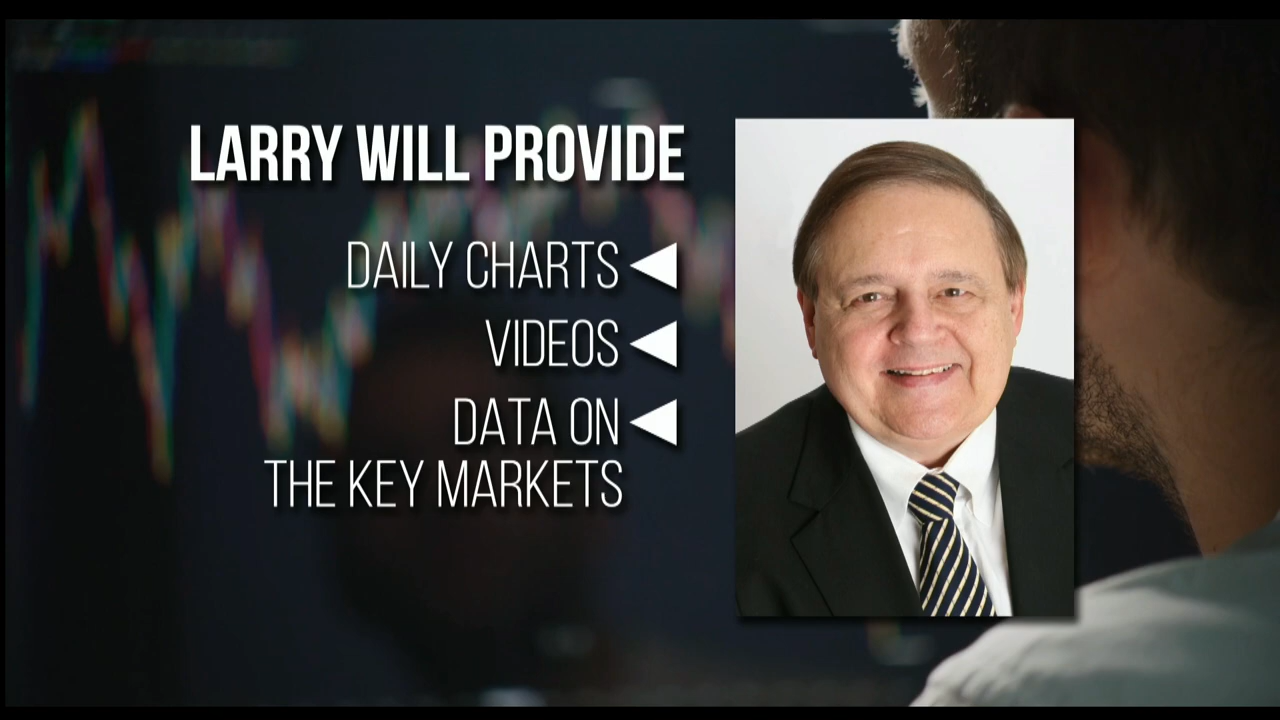 LARRY WILL PROVIDE
DAILY CHARTS
VIDEOS
DATA ON
THE KEY MARKETS